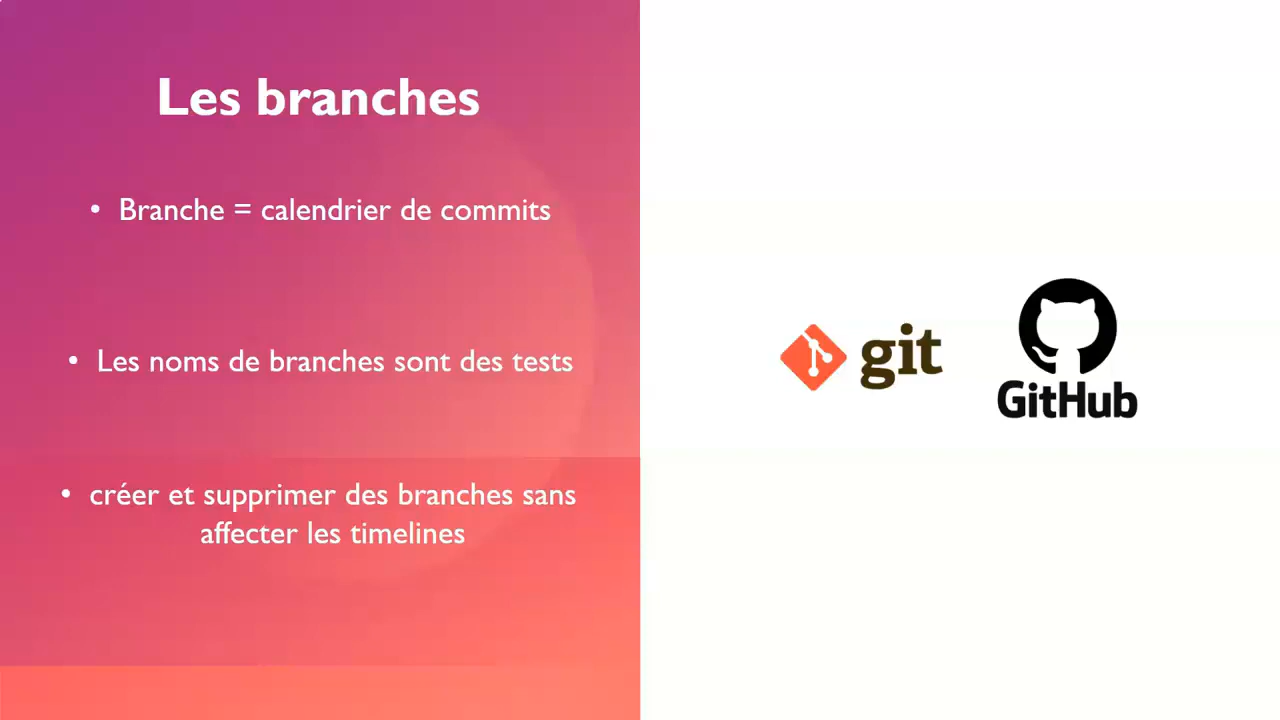 Les branches
• Branche = calendrier de commits
• Les noms de branches sont des tests
• créer et supprimer des branches sans
affecter les timelines
git
GitHub